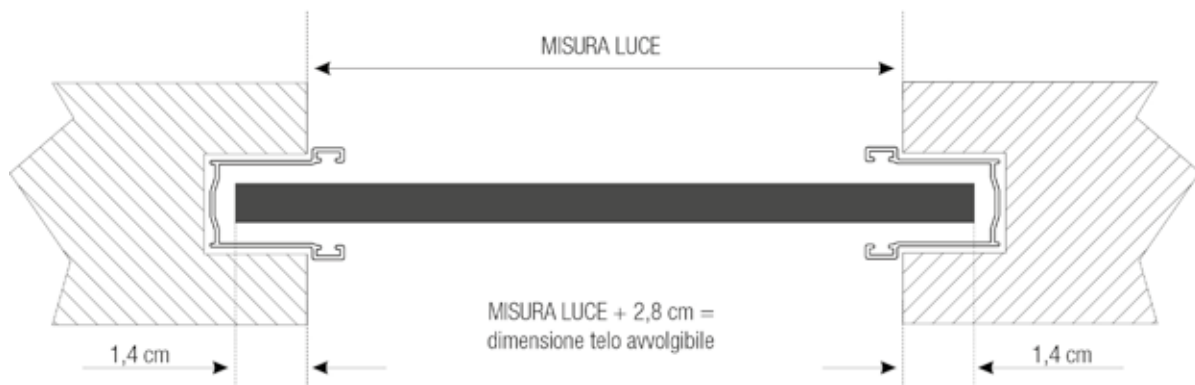 MISURA LUCE
MISURA LUCE + 2,8 cm =
dimensione telo avvolgibile
1,4 cm
1,4 cm